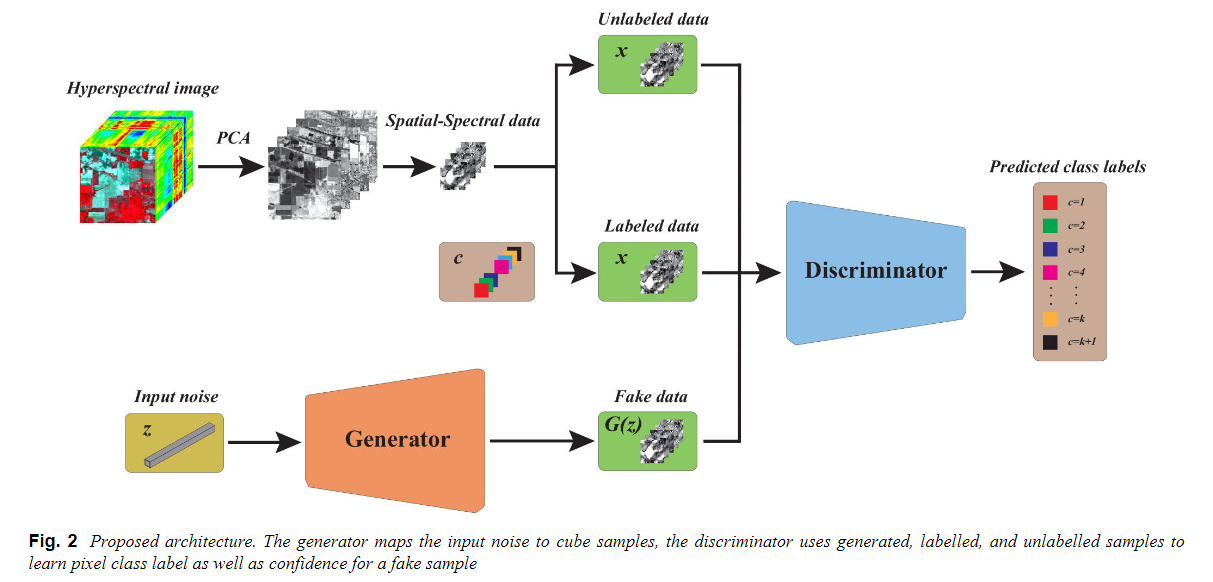 Unlabeled data
x
Hyperspectral image
PCA
Spatial-Spectral data
Predicted class labels
c=1
c=2
c=3
c=4
c=k
c=k+1
Labeled data
c
x
Discriminator
Input noise
z
Generator
Fake data
G(z)
Fig. 2 Proposed architecture. The generator maps the input noise to cube samples, the discriminator uses generated, labelled, and unlabelled samples to
learn pixel class label as well as confidence for a fake sample